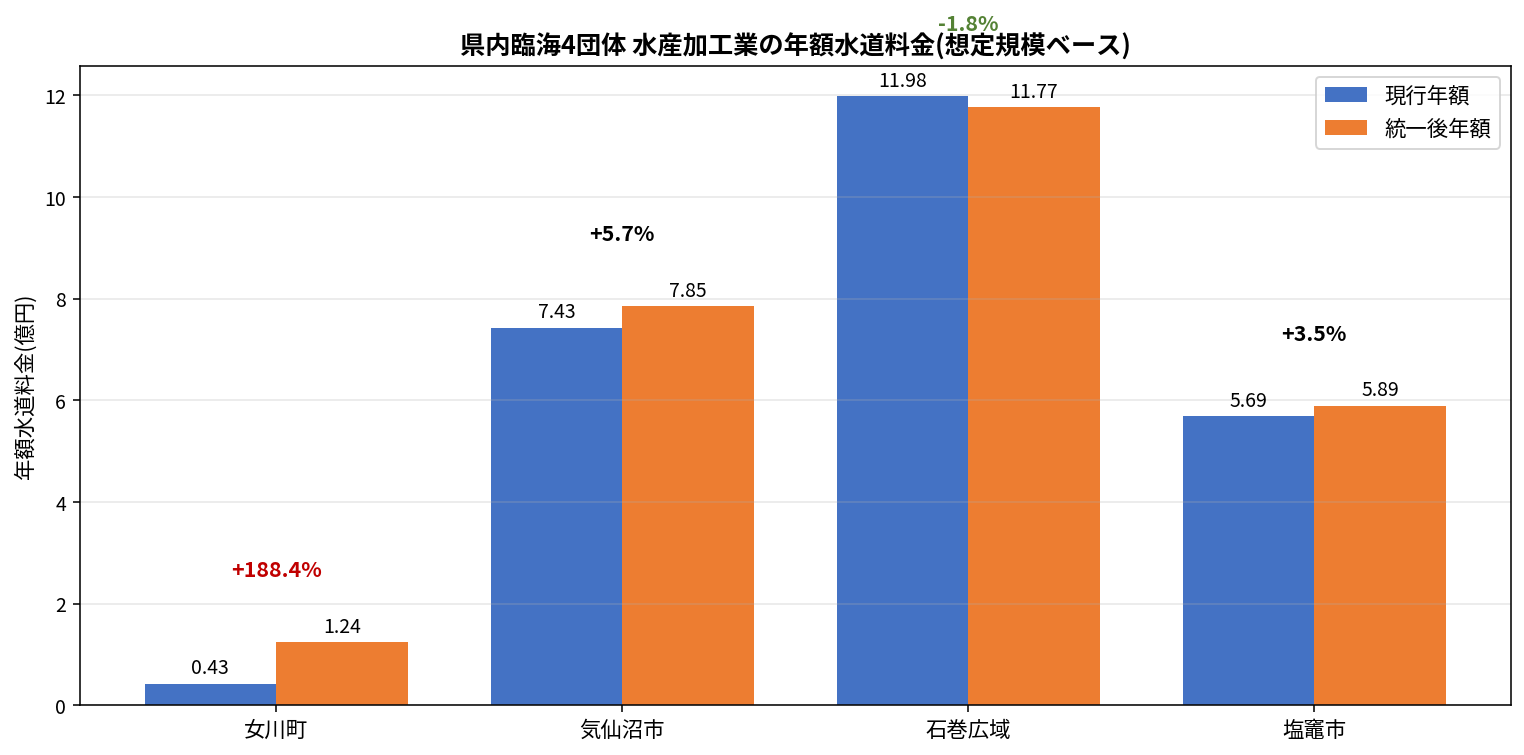 -1.8%
県内臨海4団体 水産加工業の年額水道料金(想定規模ベース)
現行年額
統一後年額
年額水道料金(億円)
12
10
8
6
4
2
0
+188.4%
0.43
1.24
+5.7%
7.43
7.85
11.98
11.77
+3.5%
5.69
5.89
女川町
気仙沼市
石巻広域
塩竈市